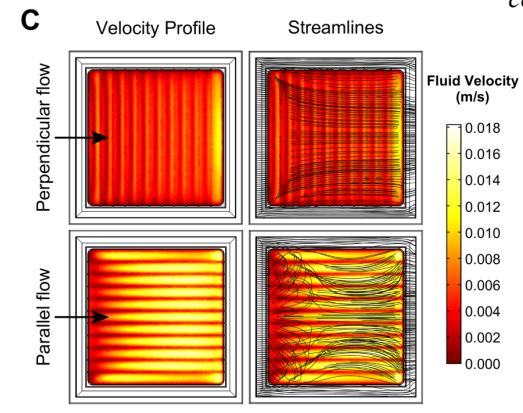 C
Velocity Profile
Streamlines
Perpendicular flow
Parallel flow
Fluid Velocity
(m/s)
0.018
0.016
0.014
0.012
0.010
0.008
0.006
0.004
0.002
0.000